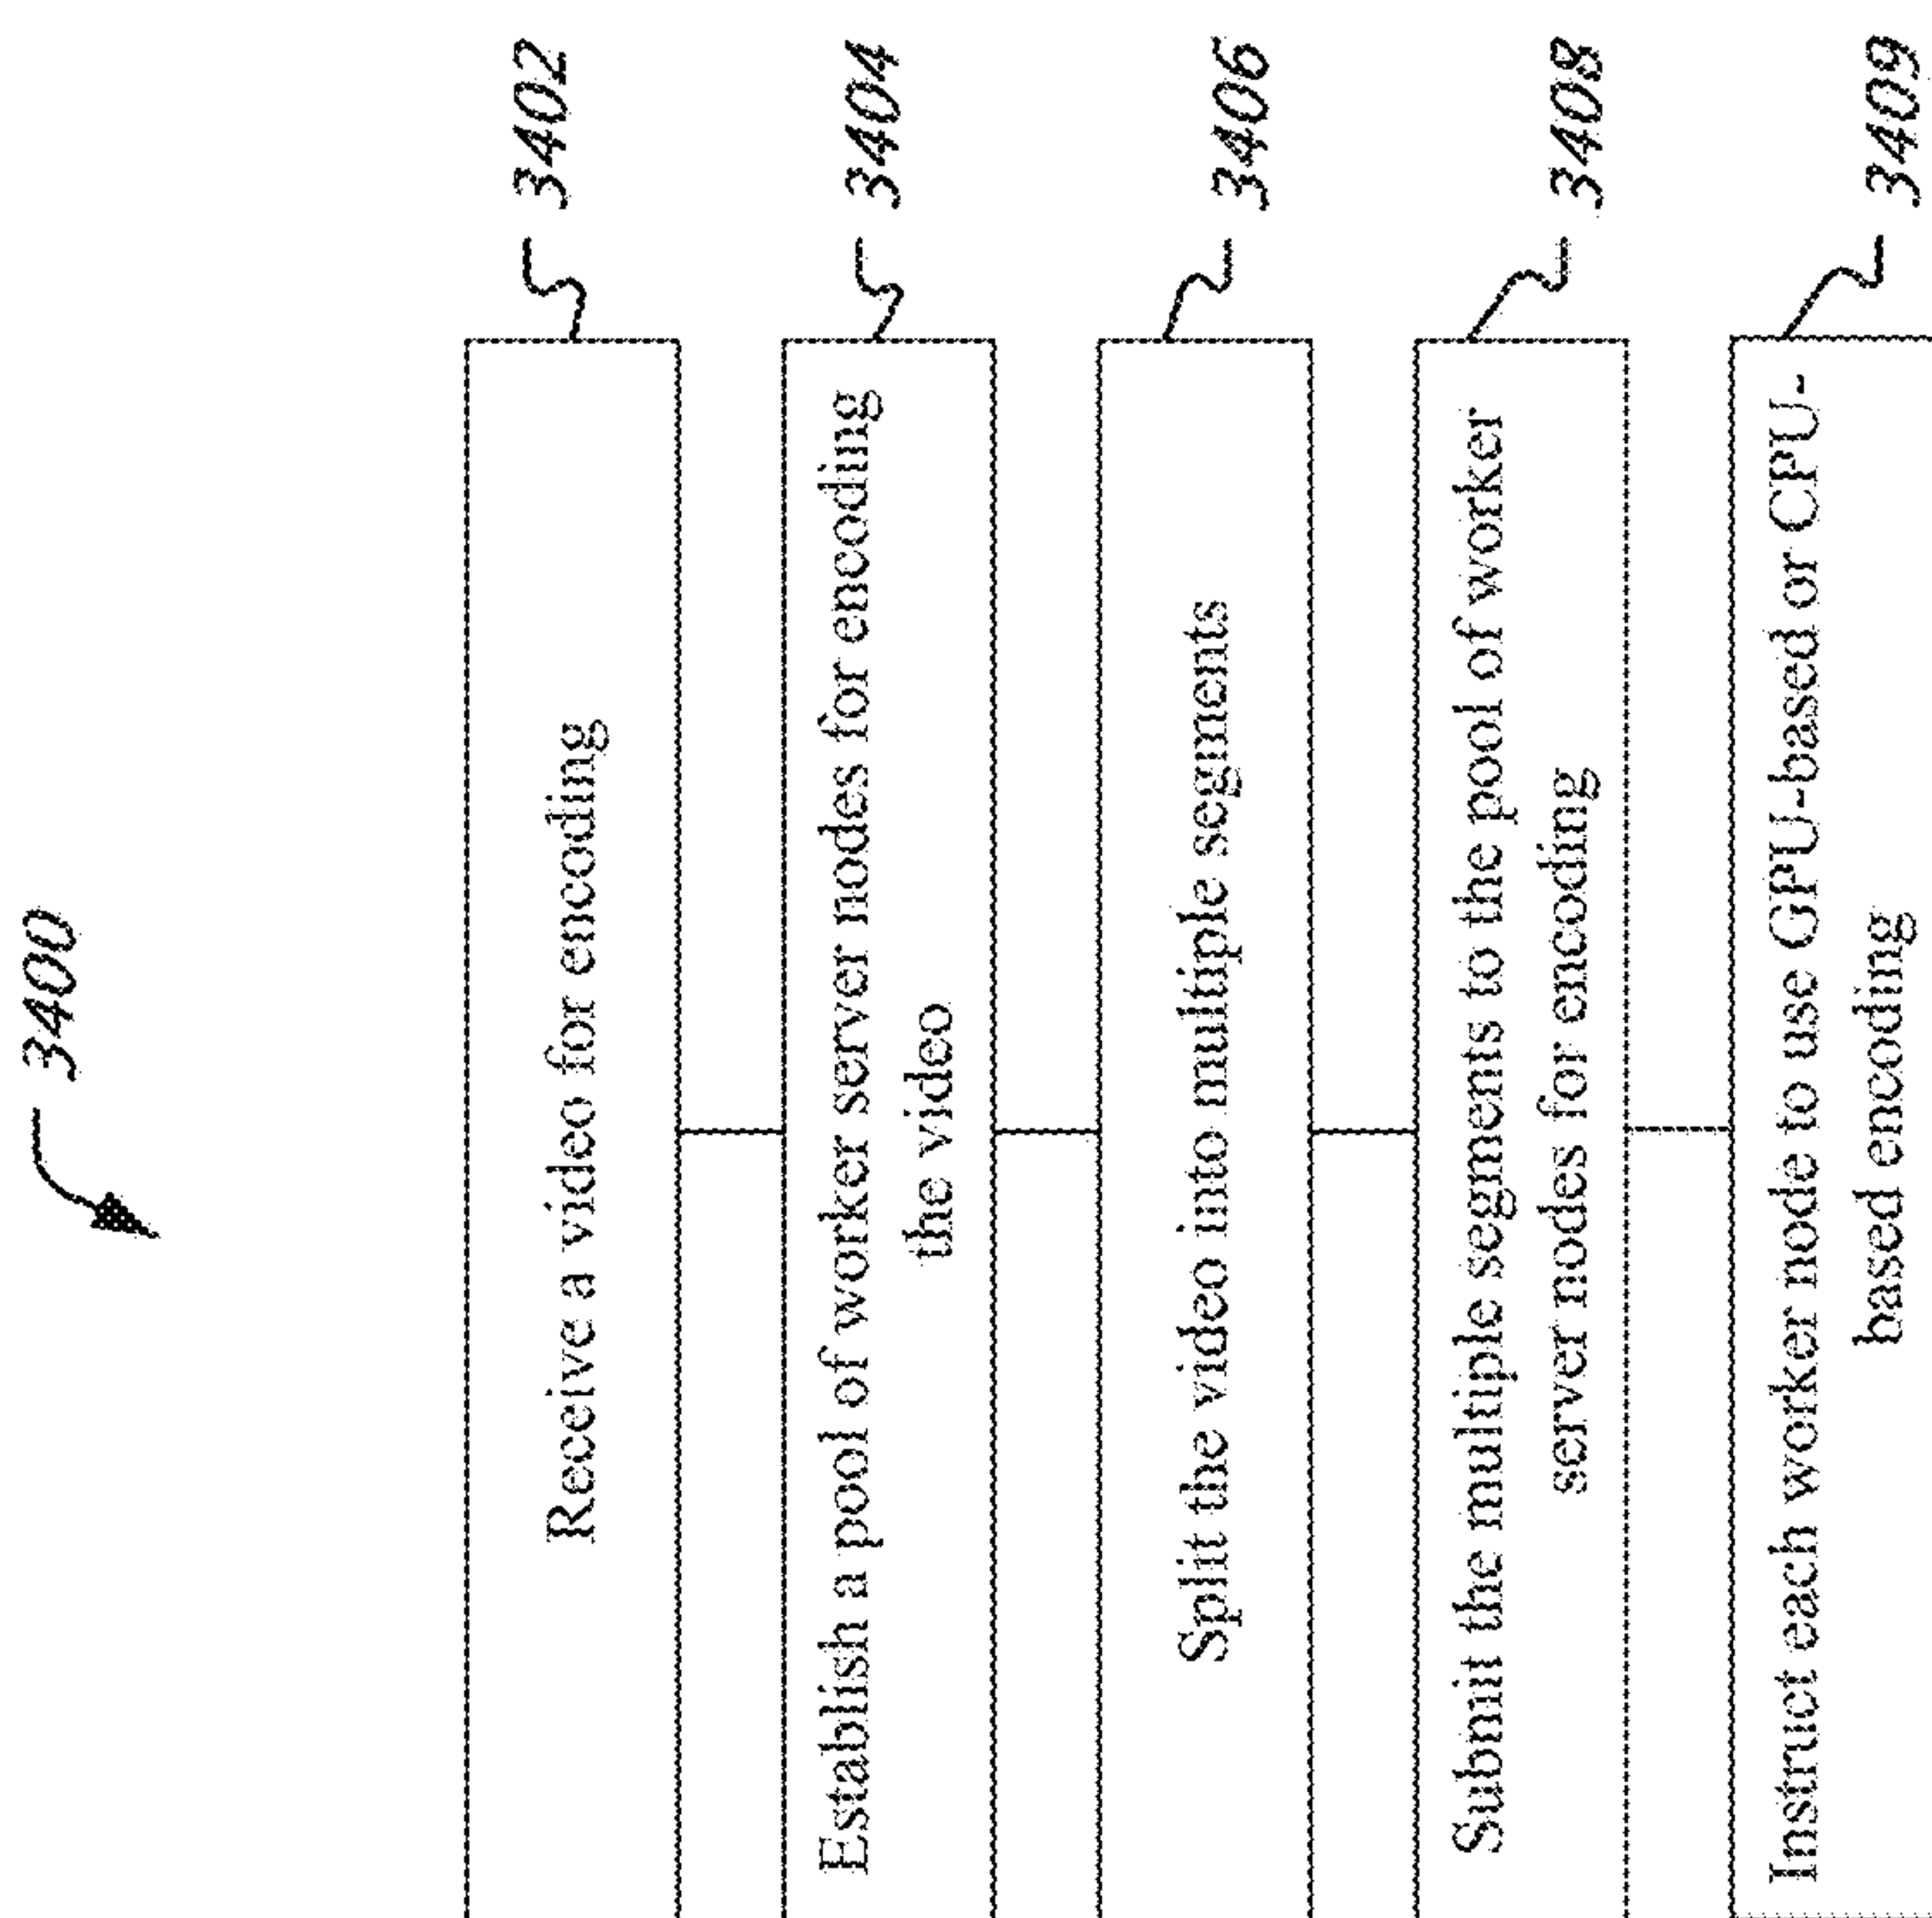 3400
Receive a video for encoding
3402
Establish a pool of worker server nodes for encoding
the video
3404
Split the video into multiple segments
3406
Submit the multiple segments to the pool of worker
server nodes for encoding
3408
Instruct each worker node to use GPU-based or CPU-
based encoding
3409